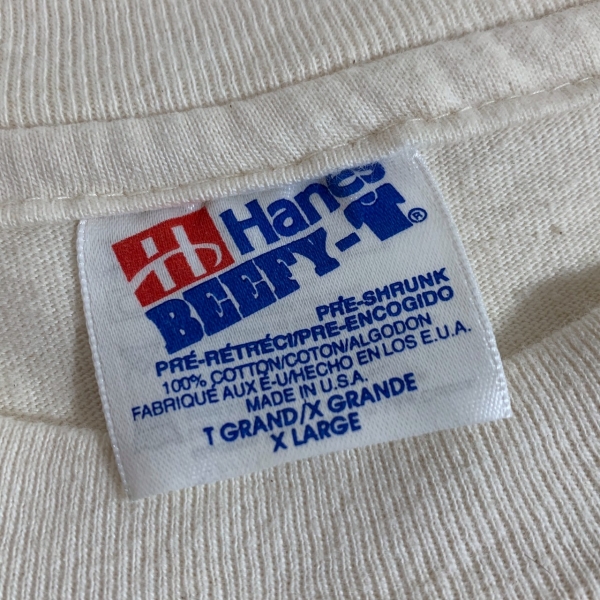 Hanes
BEEFY-T®
PRE-SHRUNK
PRÉ-RÉTRÉCI/PRE-ENCOGIDO
100% COTTON/COTON/ALGODON
FABRIQUÉ AUX É-U/HECHO EN LOS E.U.A.
MADE IN U.S.A.
T GRAND/X GRANDE
X LARGE